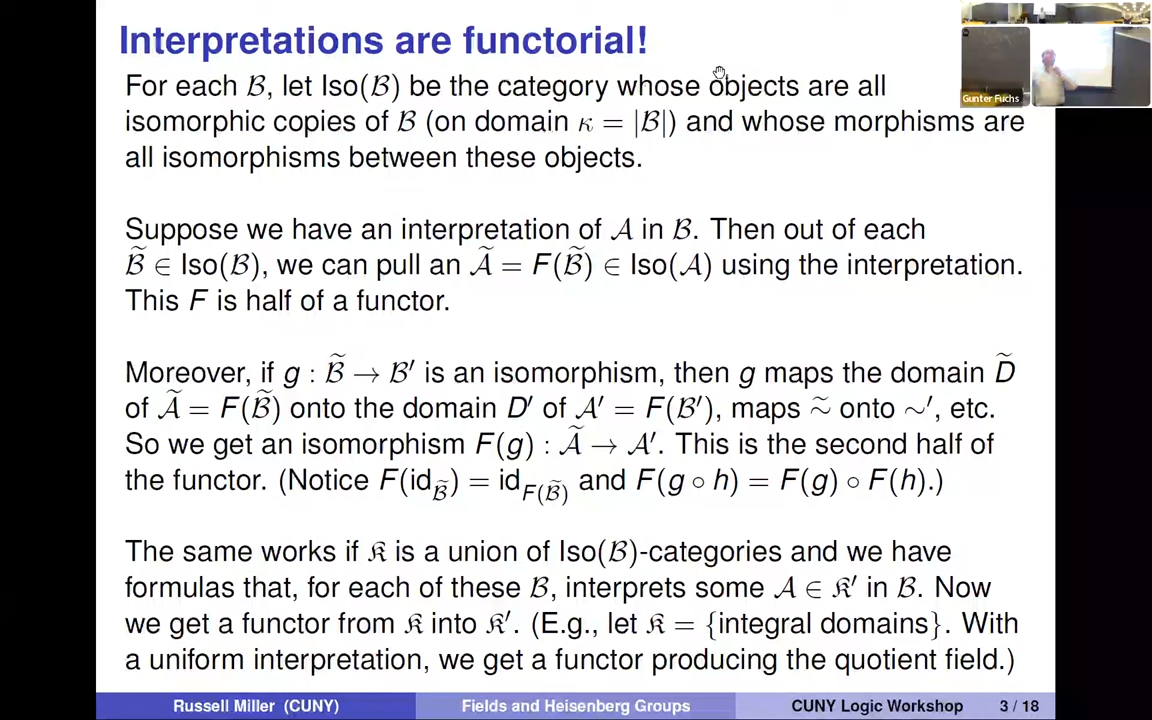 Interpretations are functorial!
For each ℬ, let Iso(ℬ) be the category whose objects are all
isomorphic copies of ℬ (on domain κ = |ℬ|) and whose morphisms are
all isomorphisms between these objects.
Suppose we have an interpretation of 𝒜 in ℬ. Then out of each
ℬ̃ ∈ Iso(ℬ), we can pull an 𝒜̃ = F(ℬ̃) ∈ Iso(𝒜) using the interpretation.
This F is half of a functor.
Moreover, if g : ℬ̃ → ℬ′ is an isomorphism, then g maps the domain D̃
of 𝒜̃ = F(ℬ̃) onto the domain D′ of 𝒜′ = F(ℬ′), maps ∼̃ onto ∼′, etc.
So we get an isomorphism F(g) : 𝒜̃ → 𝒜′. This is the second half of
the functor. (Notice F(id_ℬ̃) = id_F(ℬ̃) and F(g ∘ h) = F(g) ∘ F(h).)
The same works if 𝔎 is a union of Iso(ℬ)-categories and we have
formulas that, for each of these ℬ, interprets some 𝒜 ∈ 𝔎′ in ℬ. Now
we get a functor from 𝔎 into 𝔎′. (E.g., let 𝔎 = {integral domains}. With
a uniform interpretation, we get a functor producing the quotient field.)
Gunter Fuchs
Russell Miller (CUNY)
Fields and Heisenberg Groups
CUNY Logic Workshop
3 / 18